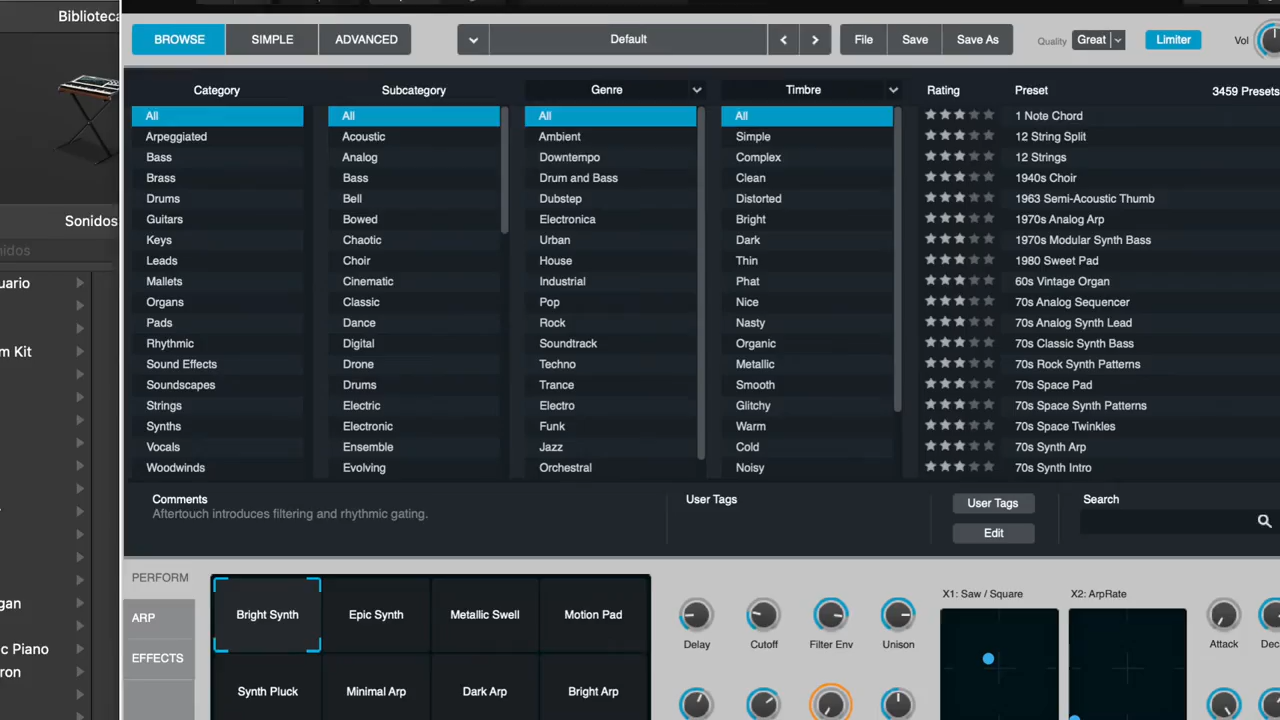 Biblioteca
Sonidos
nidos
uario
m Kit
gan
c Piano
ron
BROWSE
SIMPLE
ADVANCED
Default
File
Save
Save As
Quality
Great
Limiter
Vol
Category
All
Arpeggiated
Bass
Brass
Drums
Guitars
Keys
Leads
Mallets
Organs
Pads
Rhythmic
Sound Effects
Soundscapes
Strings
Synths
Vocals
Woodwinds
Subcategory
All
Acoustic
Analog
Bass
Bell
Bowed
Chaotic
Choir
Cinematic
Classic
Dance
Digital
Drone
Drums
Electric
Electronic
Ensemble
Evolving
Genre
All
Ambient
Downtempo
Drum and Bass
Dubstep
Electronica
Urban
House
Industrial
Pop
Rock
Soundtrack
Techno
Trance
Electro
Funk
Jazz
Orchestral
Timbre
All
Simple
Complex
Clean
Distorted
Bright
Dark
Thin
Phat
Nice
Nasty
Organic
Metallic
Smooth
Glitchy
Warm
Cold
Noisy
Rating
Preset
3459 Presets
1 Note Chord
12 String Split
12 Strings
1940s Choir
1963 Semi-Acoustic Thumb
1970s Analog Arp
1970s Modular Synth Bass
1980 Sweet Pad
60s Vintage Organ
70s Analog Sequencer
70s Analog Synth Lead
70s Classic Synth Bass
70s Rock Synth Patterns
70s Space Pad
70s Space Synth Patterns
70s Space Twinkles
70s Synth Arp
70s Synth Intro
Comments
Aftertouch introduces filtering and rhythmic gating.
User Tags
User Tags
Edit
Search
PERFORM
ARP
EFFECTS
Bright Synth
Epic Synth
Metallic Swell
Motion Pad
Synth Pluck
Minimal Arp
Dark Arp
Bright Arp
Delay
Cutoff
Filter Env
Unison
X1: Saw / Square
X2: ArpRate
Attack
Dec